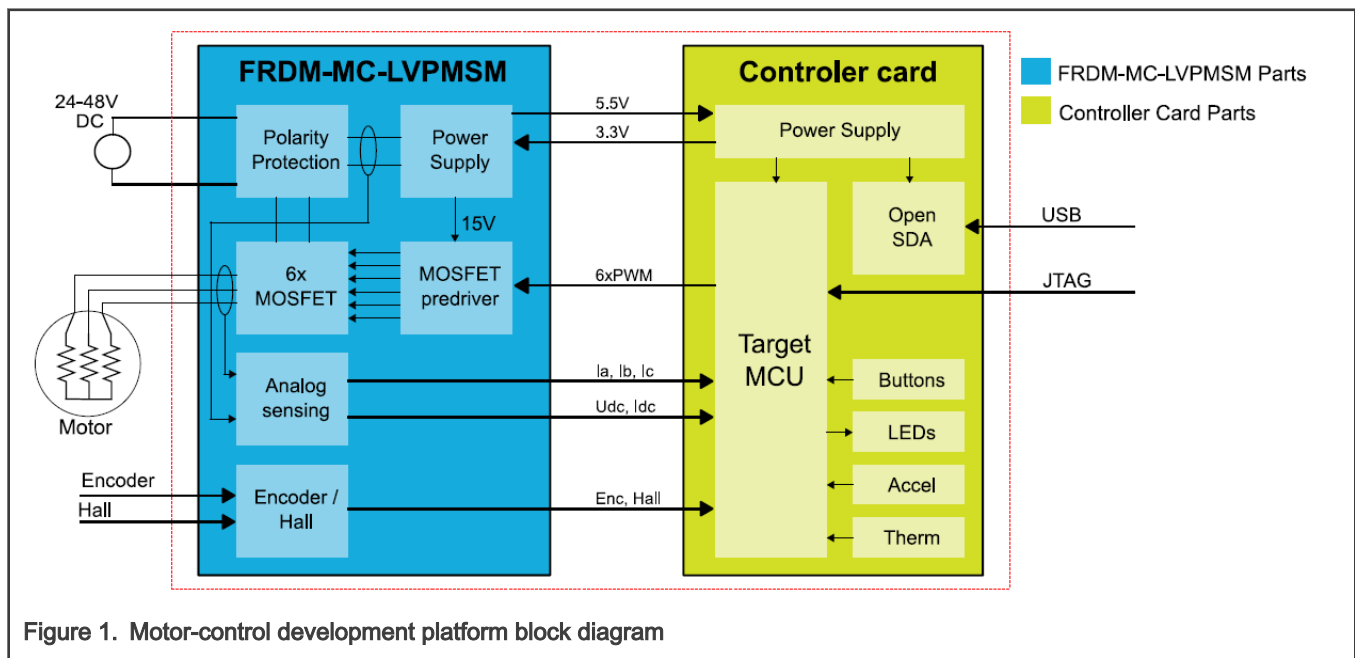 FRDM-MC-LVPMSM
Controler card
FRDM-MC-LVPMSM Parts
Controller Card Parts
24-48V
DC
Polarity
Protection
Power
Supply
5.5V
3.3V
Power Supply
15V
Open
SDA
USB
JTAG
6x
MOSFET
MOSFET
predriver
6xPWM
Target
MCU
Motor
Analog
sensing
Ia, Ib, Ic
Udc, Idc
Buttons
LEDs
Accel
Therm
Encoder
Hall
Encoder /
Hall
Enc, Hall
Figure 1. Motor-control development platform block diagram